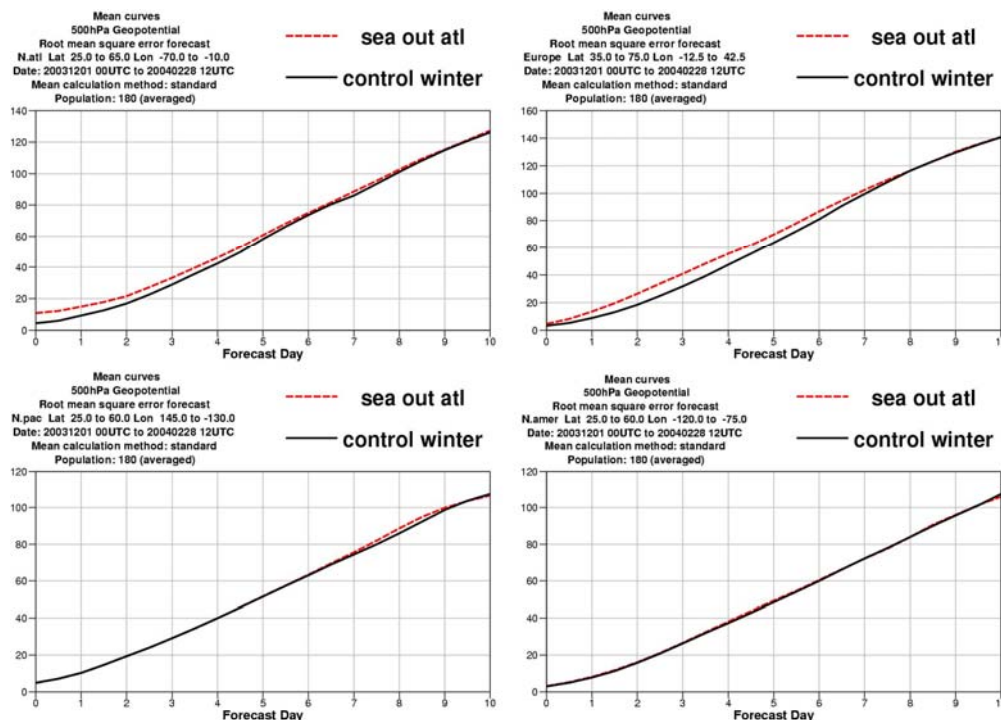 Mean curves
500hPa Geopotential
Root mean square error forecast
N.atl Lat 25.0 to 65.0 Lon -70.0 to -10.0
Date: 20031201 00UTC to 20040228 12UTC
Mean calculation method: standard
Population: 180 (averaged)
sea out atl
control winter
140
120
100
80
60
40
20
0
0 1 2 3 4 5 6 7 8 9 10
Forecast Day
Mean curves
500hPa Geopotential
Root mean square error forecast
Europe Lat 35.0 to 75.0 Lon -12.5 to 42.5
Date: 20031201 00UTC to 20040228 12UTC
Mean calculation method: standard
Population: 180 (averaged)
sea out atl
control winter
160
140
120
100
80
60
40
20
0
0 1 2 3 4 5 6 7 8 9
Forecast Day
Mean curves
500hPa Geopotential
Root mean square error forecast
N.pac Lat 25.0 to 60.0 Lon 145.0 to -130.0
Date: 20031201 00UTC to 20040228 12UTC
Mean calculation method: standard
Population: 180 (averaged)
sea out atl
control winter
120
100
80
60
40
20
0
0 1 2 3 4 5 6 7 8 9 10
Forecast Day
Mean curves
500hPa Geopotential
Root mean square error forecast
N.amer Lat 25.0 to 60.0 Lon -120.0 to -75.0
Date: 20031201 00UTC to 20040228 12UTC
Mean calculation method: standard
Population: 180 (averaged)
sea out atl
control winter
120
100
80
60
40
20
0
0 1 2 3 4 5 6 7 8 9
Forecast Day